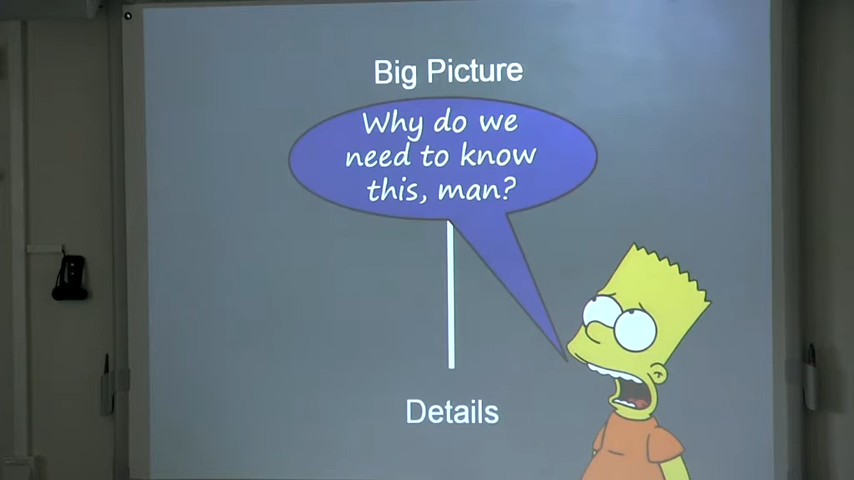 Big Picture
Why do we
need to know
this, man?
Details